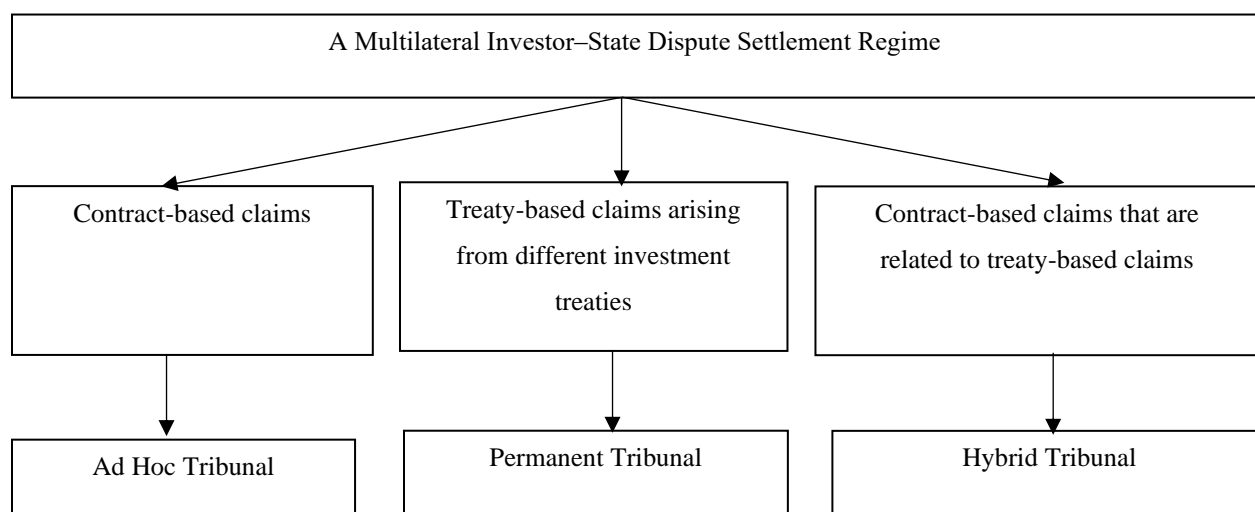 A Multilateral Investor–State Dispute Settlement Regime
Contract-based claims
Treaty-based claims arising
from different investment
treaties
Contract-based claims that are
related to treaty-based claims
Ad Hoc Tribunal
Permanent Tribunal
Hybrid Tribunal